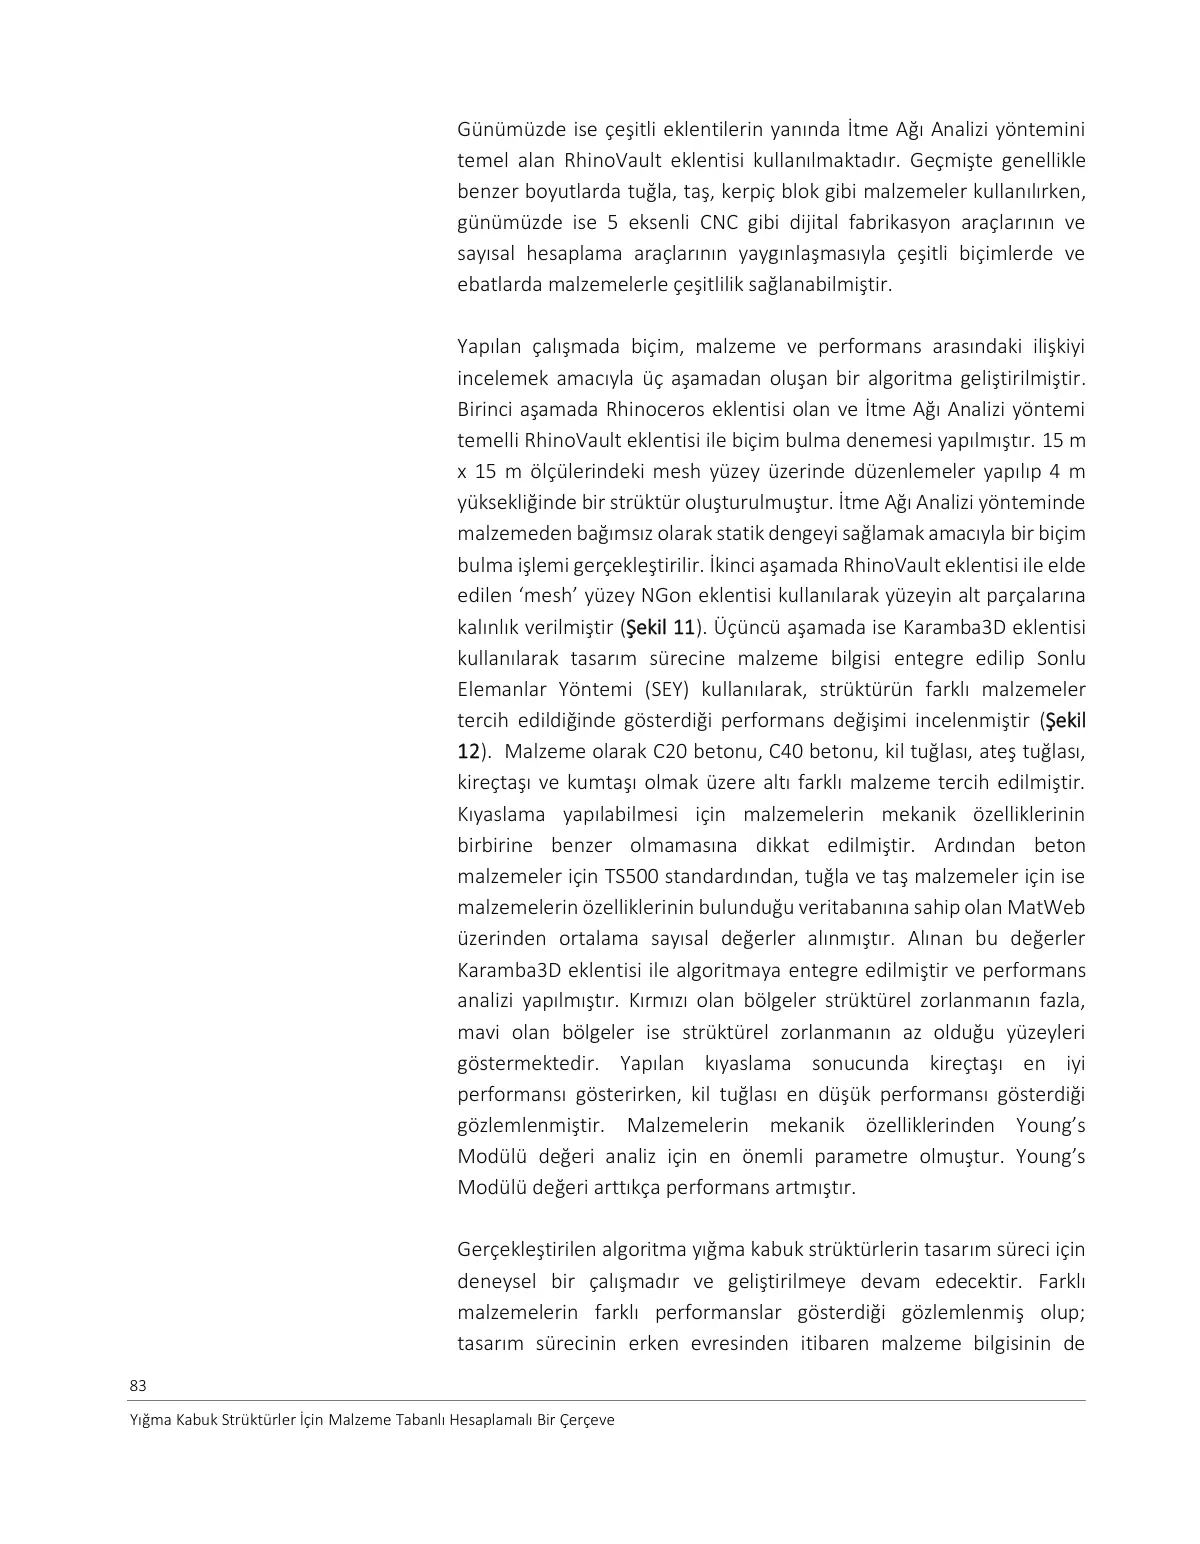 Günümüzde ise çeşitli eklentilerin yanında İtme Ağı Analizi yöntemini
temel alan RhinoVault eklentisi kullanılmaktadır. Geçmişte genellikle
benzer boyutlarda tuğla, taş, kerpiç blok gibi malzemeler kullanılırken,
günümüzde ise 5 eksenli CNC gibi dijital fabrikasyon araçlarının ve
sayısal hesaplama araçlarının yaygınlaşmasıyla çeşitli biçimlerde ve
ebatlarda malzemelerle çeşitlilik sağlanabilmiştir.
Yapılan çalışmada biçim, malzeme ve performans arasındaki ilişkiyi
incelemek amacıyla üç aşamadan oluşan bir algoritma geliştirilmiştir.
Birinci aşamada Rhinoceros eklentisi olan ve İtme Ağı Analizi yöntemi
temelli RhinoVault eklentisi ile biçim bulma denemesi yapılmıştır. 15 m
x 15 m ölçülerindeki mesh yüzey üzerinde düzenlemeler yapılıp 4 m
yüksekliğinde bir strüktür oluşturulmuştur. İtme Ağı Analizi yönteminde
malzemeden bağımsız olarak statik dengeyi sağlamak amacıyla bir biçim
bulma işlemi gerçekleştirilir. İkinci aşamada RhinoVault eklentisi ile elde
edilen ‘mesh’ yüzey NGon eklentisi kullanılarak yüzeyin alt parçalarına
kalınlık verilmiştir (Şekil 11). Üçüncü aşamada ise Karamba3D eklentisi
kullanılarak tasarım sürecine malzeme bilgisi entegre edilip Sonlu
Elemanlar Yöntemi (SEY) kullanılarak, strüktürün farklı malzemeler
tercih edildiğinde gösterdiği performans değişimi incelenmiştir (Şekil
12).  Malzeme olarak C20 betonu, C40 betonu, kil tuğlası, ateş tuğlası,
kireçtaşı ve kumtaşı olmak üzere altı farklı malzeme tercih edilmiştir.
Kıyaslama yapılabilmesi için malzemelerin mekanik özelliklerinin
birbirine benzer olmamasına dikkat edilmiştir. Ardından beton
malzemeler için TS500 standardından, tuğla ve taş malzemeler için ise
malzemelerin özelliklerinin bulunduğu veritabanına sahip olan MatWeb
üzerinden ortalama sayısal değerler alınmıştır. Alınan bu değerler
Karamba3D eklentisi ile algoritmaya entegre edilmiştir ve performans
analizi yapılmıştır. Kırmızı olan bölgeler strüktürel zorlanmanın fazla,
mavi olan bölgeler ise strüktürel zorlanmanın az olduğu yüzeyleri
göstermektedir. Yapılan kıyaslama sonucunda kireçtaşı en iyi
performansı gösterirken, kil tuğlası en düşük performansı gösterdiği
gözlemlenmiştir. Malzemelerin mekanik özelliklerinden Young’s
Modülü değeri analiz için en önemli parametre olmuştur. Young’s
Modülü değeri arttıkça performans artmıştır.
Gerçekleştirilen algoritma yığma kabuk strüktürlerin tasarım süreci için
deneysel bir çalışmadır ve geliştirilmeye devam edecektir. Farklı
malzemelerin farklı performanslar gösterdiği gözlemlenmiş olup;
tasarım sürecinin erken evresinden itibaren malzeme bilgisinin de
83
Yığma Kabuk Strüktürler İçin Malzeme Tabanlı Hesaplamalı Bir Çerçeve